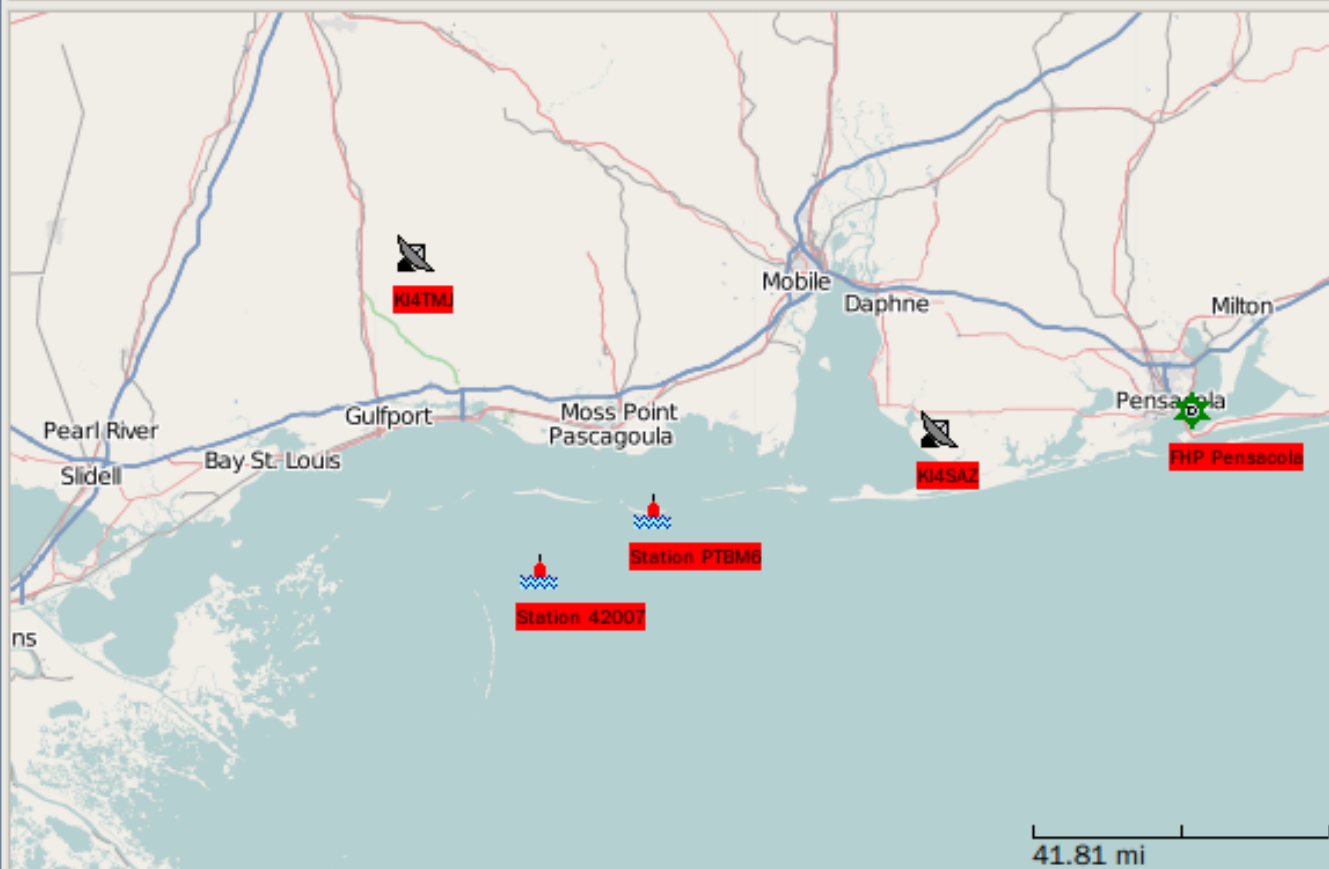 Mobile
KI4TMJ
Daphne
Milton
Pensacola
Gulfport
Moss Point
Pascagoula
Pearl River
Bay St. Louis
Slidell
FHP Pensacola
KI4SAZ
Station PTBM6
Station 42007
ns
41.81 mi